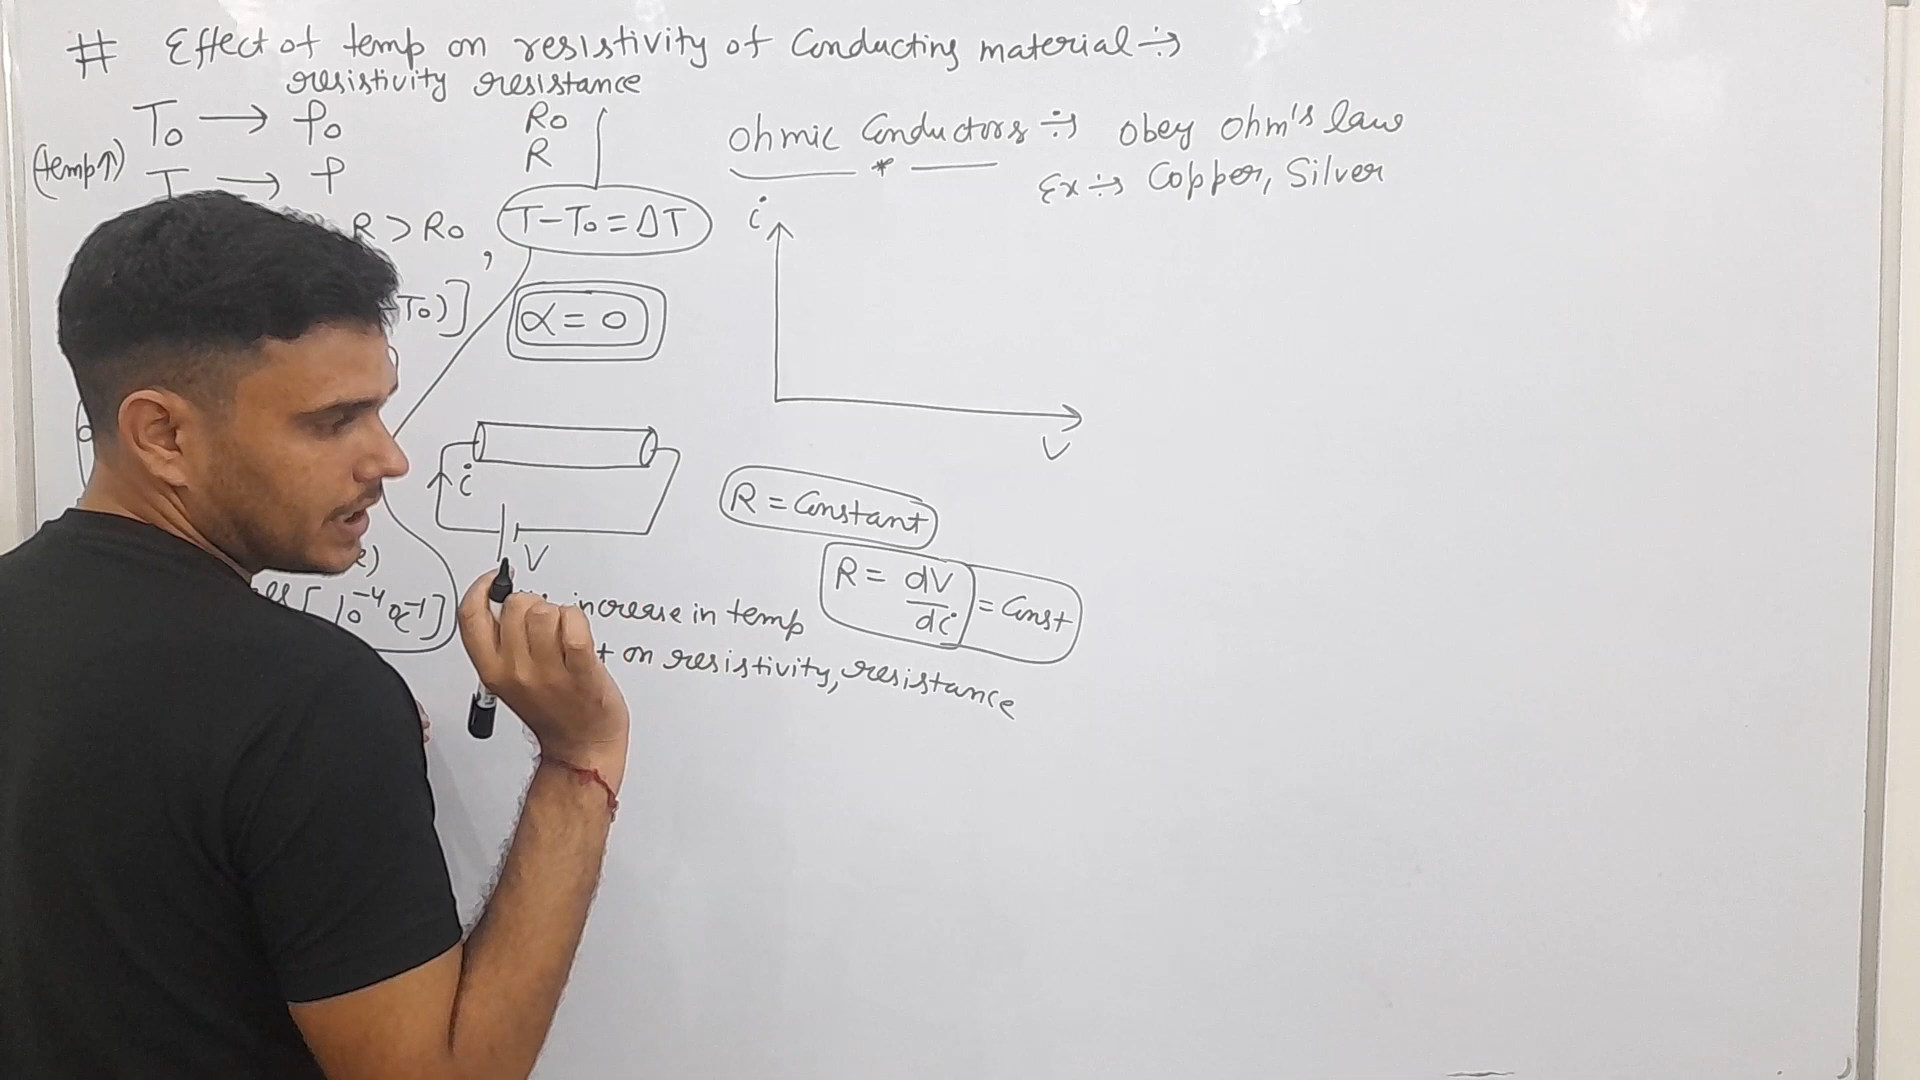 # Effect of temp on resistivity of Conducting material :→
resistivity resistance
T₀ → ρ₀
(temp↑)
T → ρ
R₀
R
R > R₀ , T-T₀ = ΔT
T₀)]
α = 0
i
V
10⁻⁴ °C⁻¹]
increase in temp
on resistivity, resistance
Ohmic Conductors :→ Obey Ohm's law
Ex :→ Copper, Silver
i
V
R = Constant
R = dV/di = Const